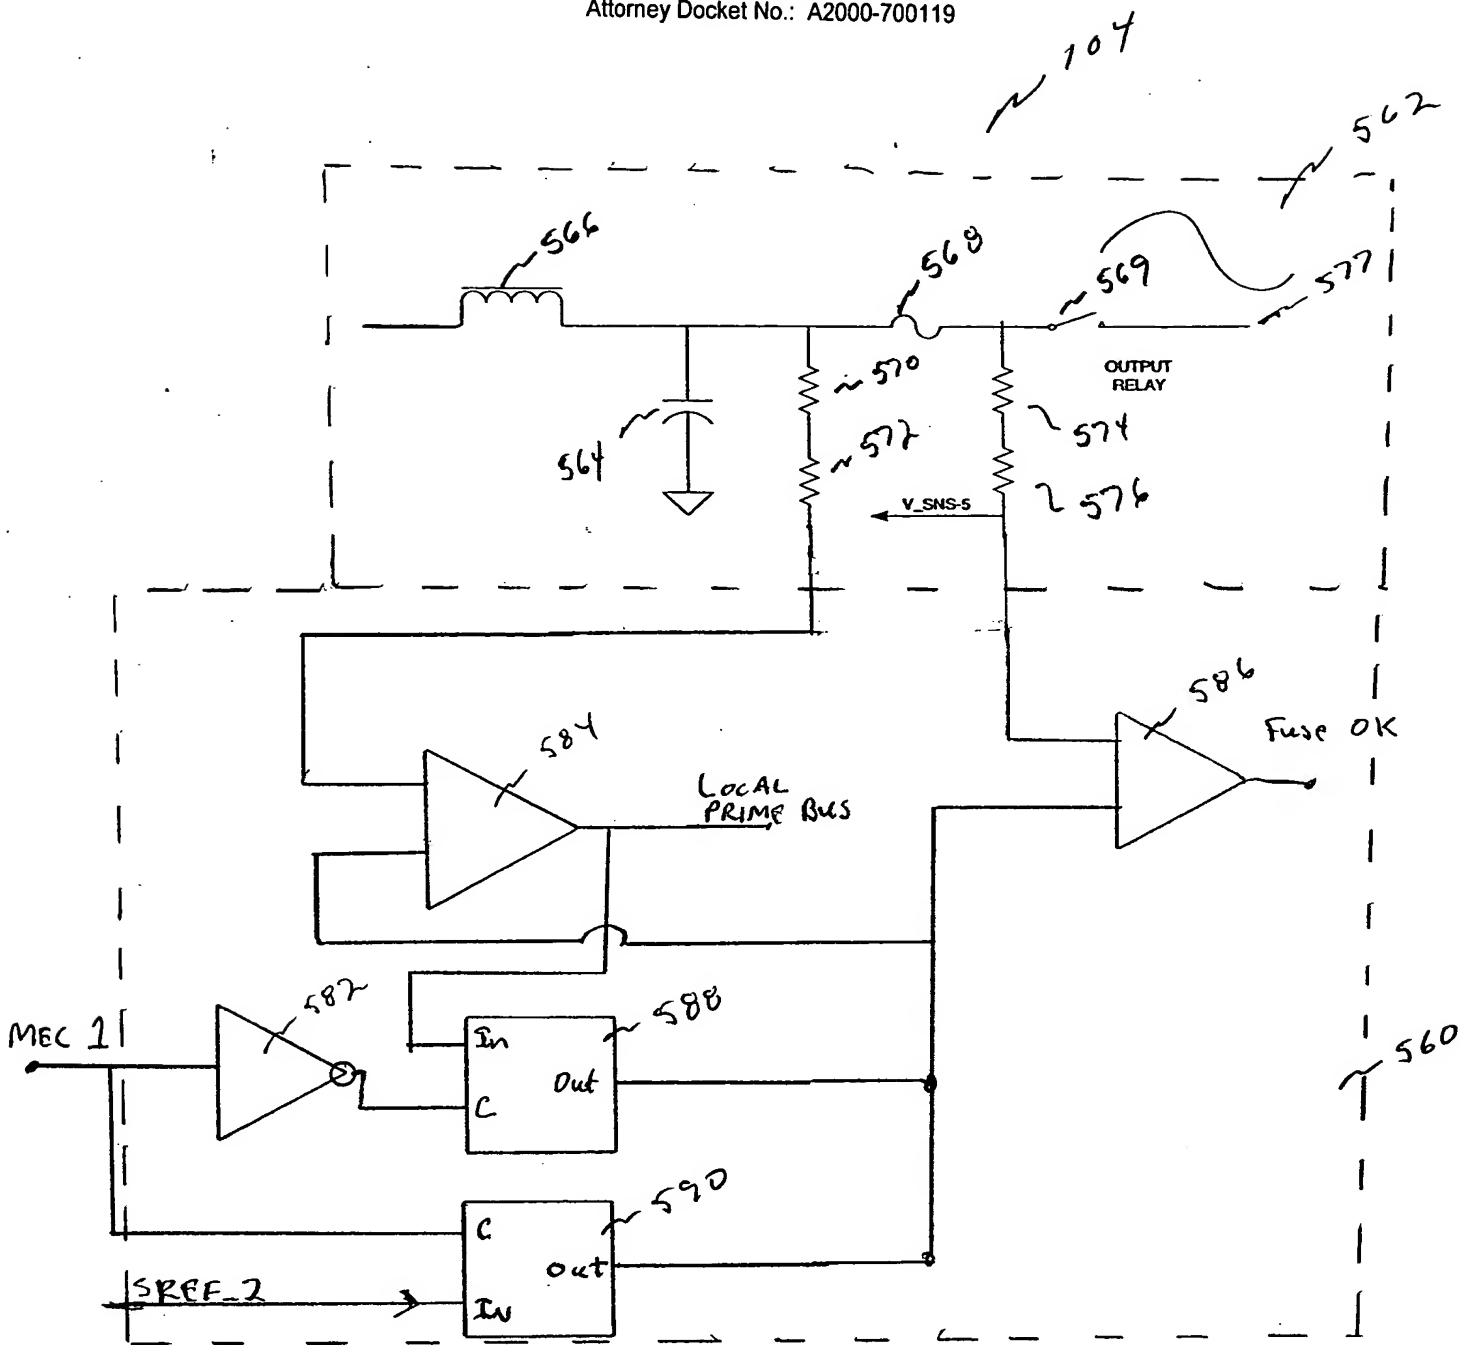 Attorney Docket No.: A2000-700119
104
562
566
568
569
577
570
OUTPUT
RELAY
574
572
564
576
V_SNS-5
586
584
Fuse OK
LOCAL
PRIME BUS
582
588
MEC 1
In
Out
C
560
590
C
Out
SREF_2
In